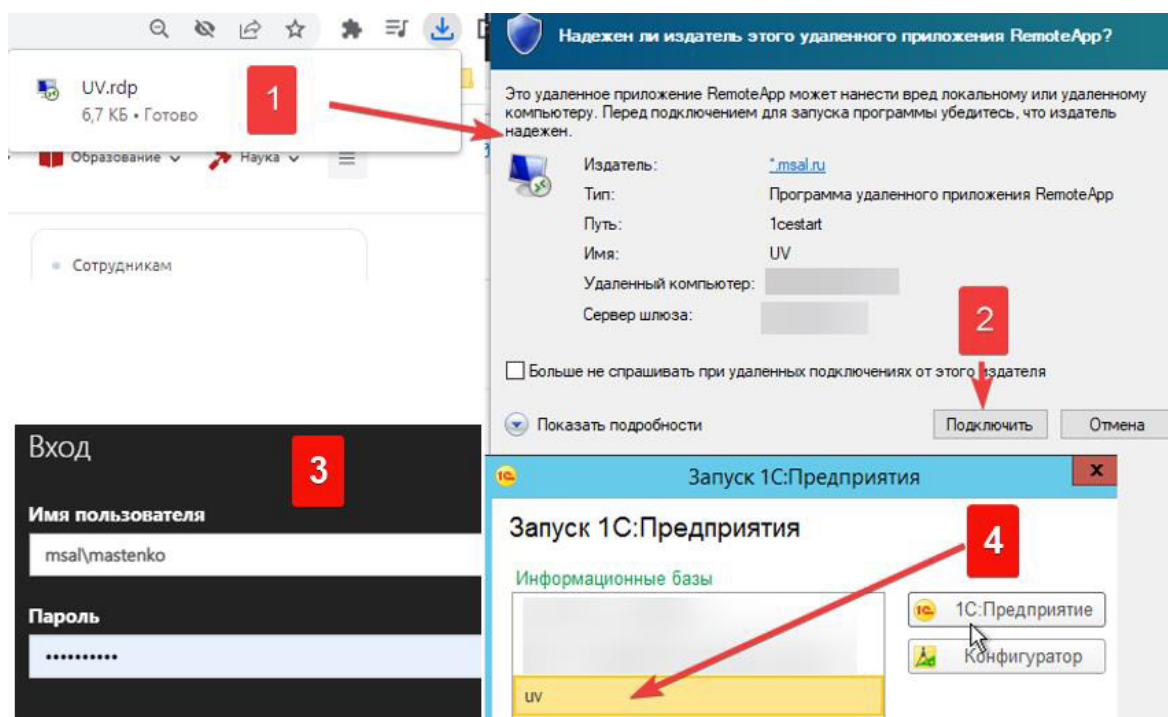 UV.rdp
6,7 КБ • Готово
1
Образование
Наука
Сотрудникам
Надежен ли издатель этого удаленного приложения RemoteApp?
Это удаленное приложение RemoteApp может нанести вред локальному или удаленному
компьютеру. Перед подключением для запуска программы убедитесь, что издатель
надежен.
Издатель: *.msal.ru
Тип: Программа удаленного приложения RemoteApp
Путь: 1cestart
Имя: UV
Удаленный компьютер:
Сервер шлюза:
2
Больше не спрашивать при удаленных подключениях от этого издателя
Показать подробности
Подключить
Отмена
Вход
3
Имя пользователя
msal\mastenko
Пароль
••••••••••
1С
Запуск 1С:Предприятия
x
Запуск 1С:Предприятия
4
Информационные базы
1С:Предприятие
Конфигуратор
uv